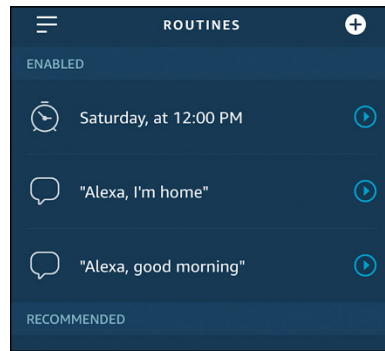 ROUTINES
ENABLED
Saturday, at 12:00 PM
"Alexa, I'm home"
"Alexa, good morning"
RECOMMENDED